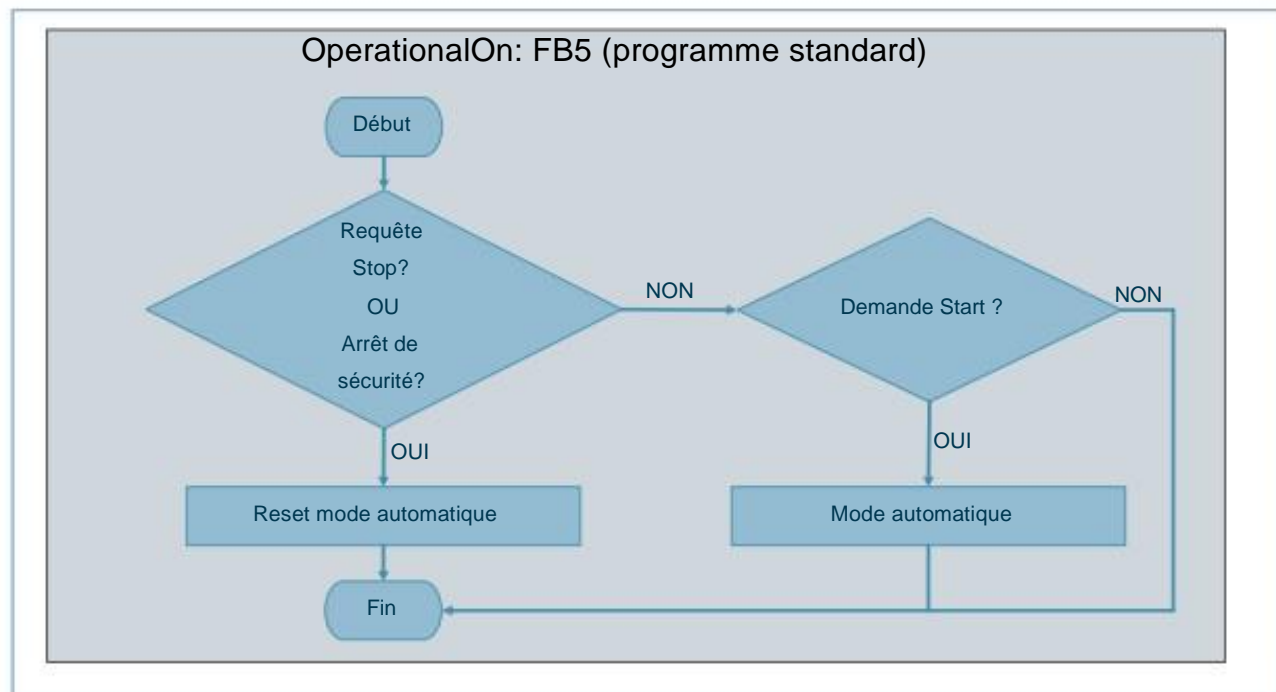 OperationalOn: FB5 (programme standard)
Début
Requête
Stop?
OU
Arrêt de
sécurité?
NON
Demande Start ?
NON
OUI
OUI
Reset mode automatique
Mode automatique
Fin